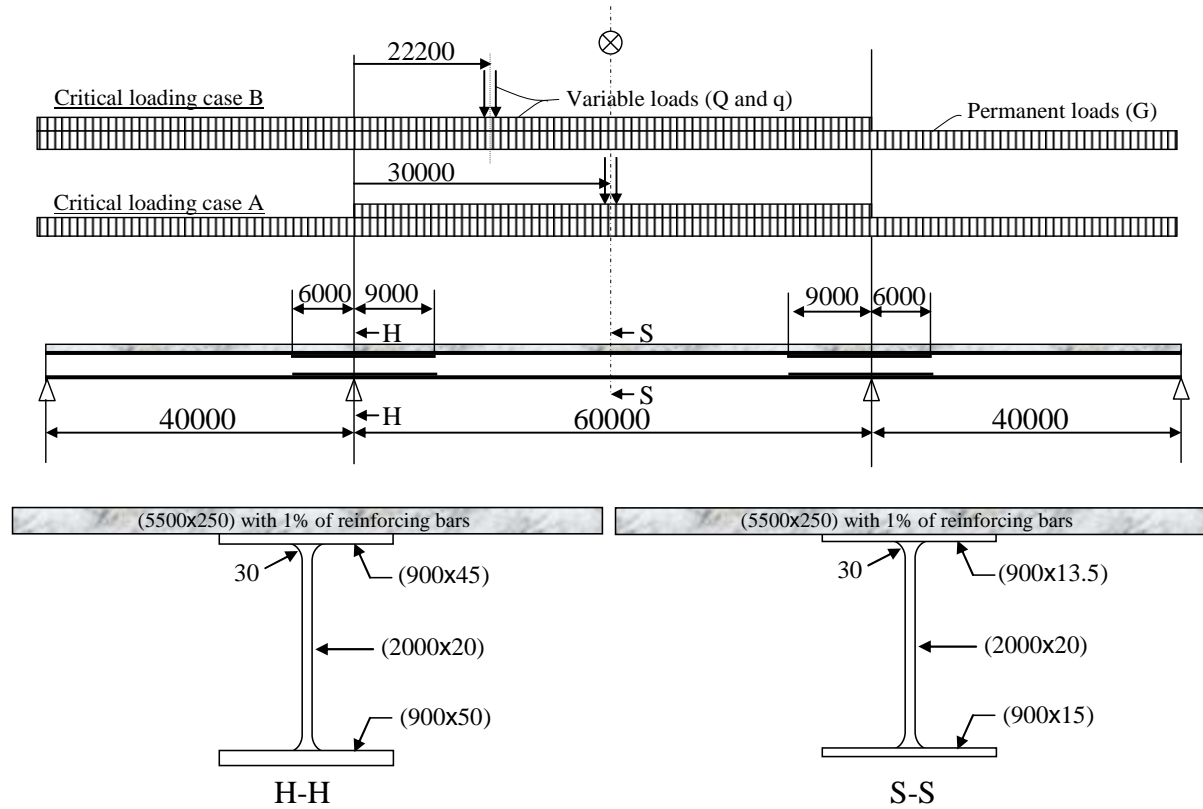 22200
Critical loading case B
Variable loads (Q and q)
Permanent loads (G)
30000
Critical loading case A
6000 9000 9000 6000
H S
S
H
40000 60000 40000
(5500x250) with 1% of reinforcing bars (5500x250) with 1% of reinforcing bars
30 (900x45) 30 (900x13.5)
(2000x20) (2000x20)
(900x50) (900x15)
H-H S-S